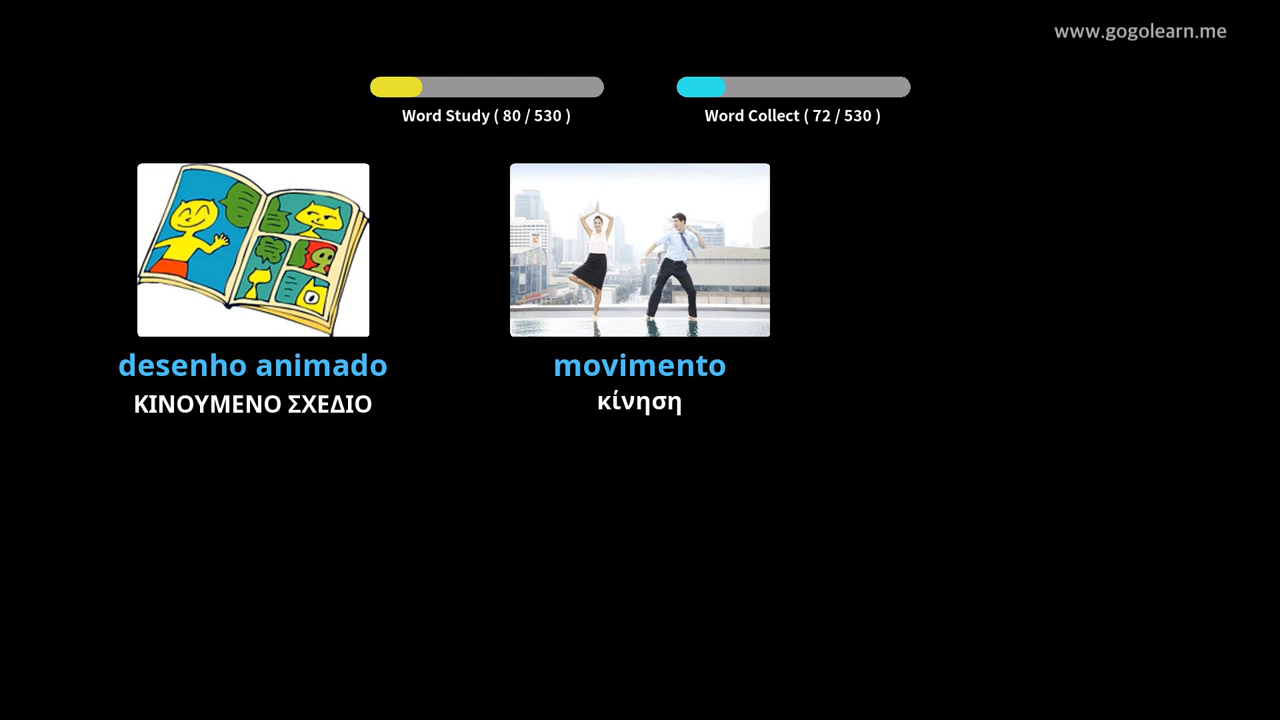 www.gogolearn.me
Word Study ( 80 / 530 )
Word Collect ( 72 / 530 )
desenho animado
ΚΙΝΟΥΜΕΝΟ ΣΧΕΔΙΟ
movimento
κίνηση